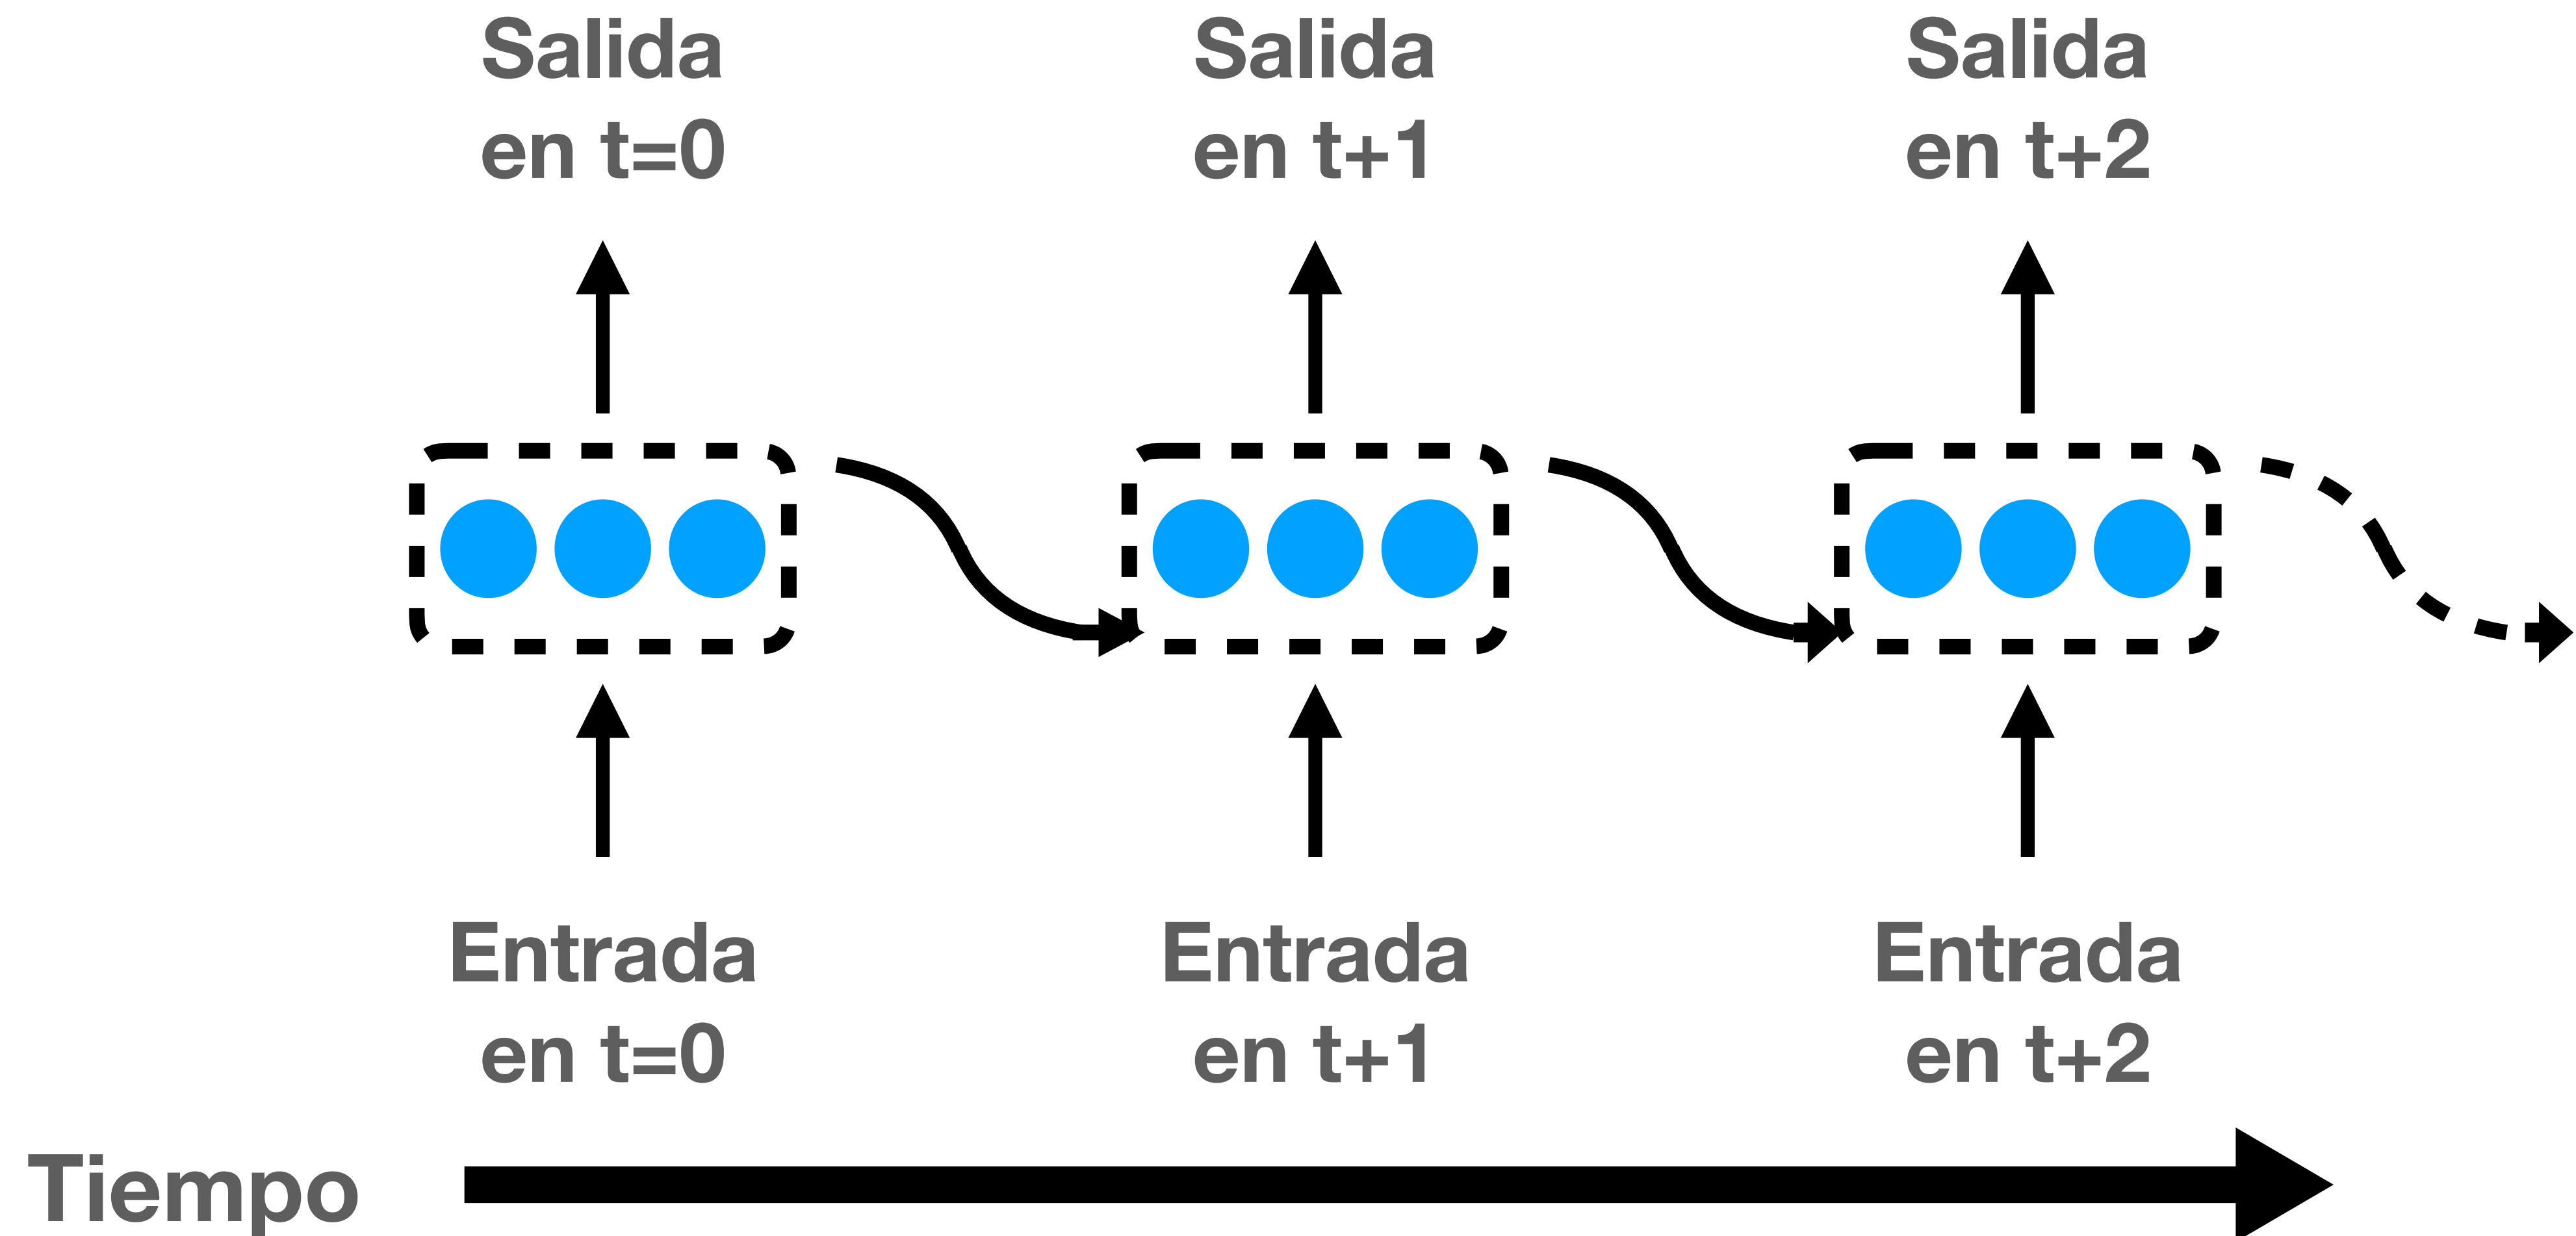 Salida
en t=0
Salida
en t+1
Salida
en t+2
Entrada
en t=0
Entrada
en t+1
Entrada
en t+2
Tiempo